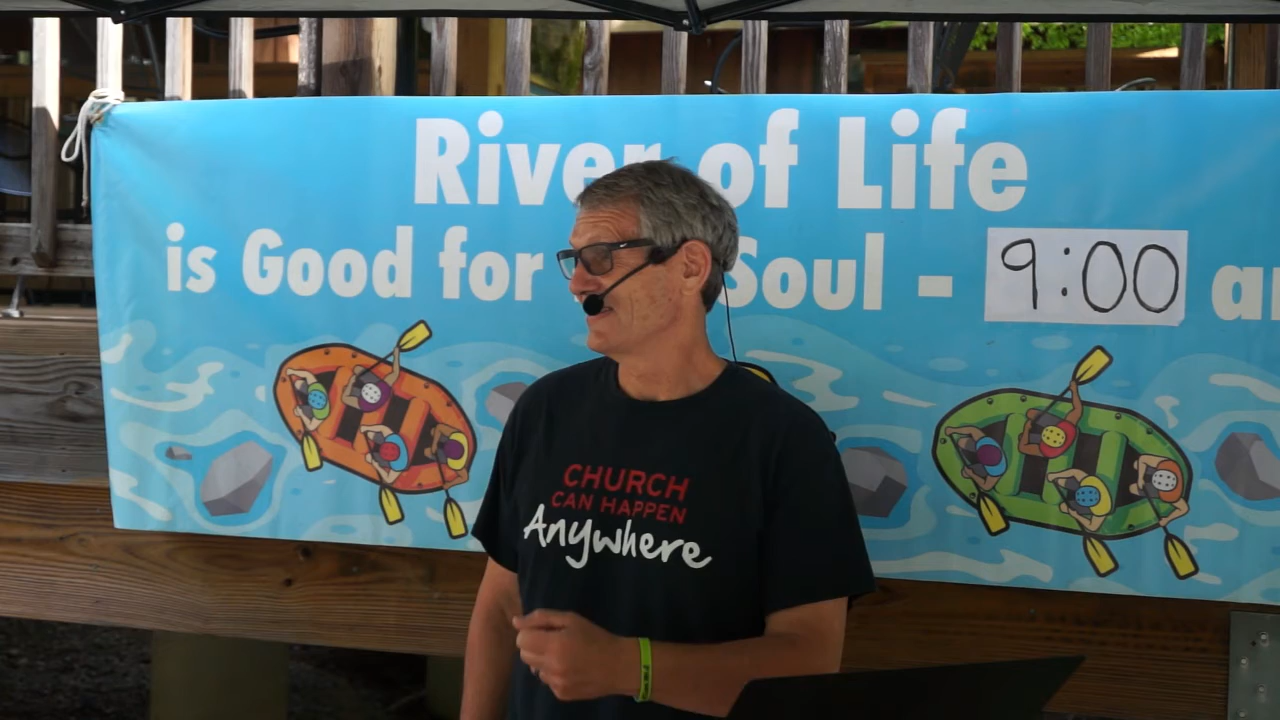 River of Life
is Good for Soul - 9:00 a
CHURCH
CAN HAPPEN
Anywhere